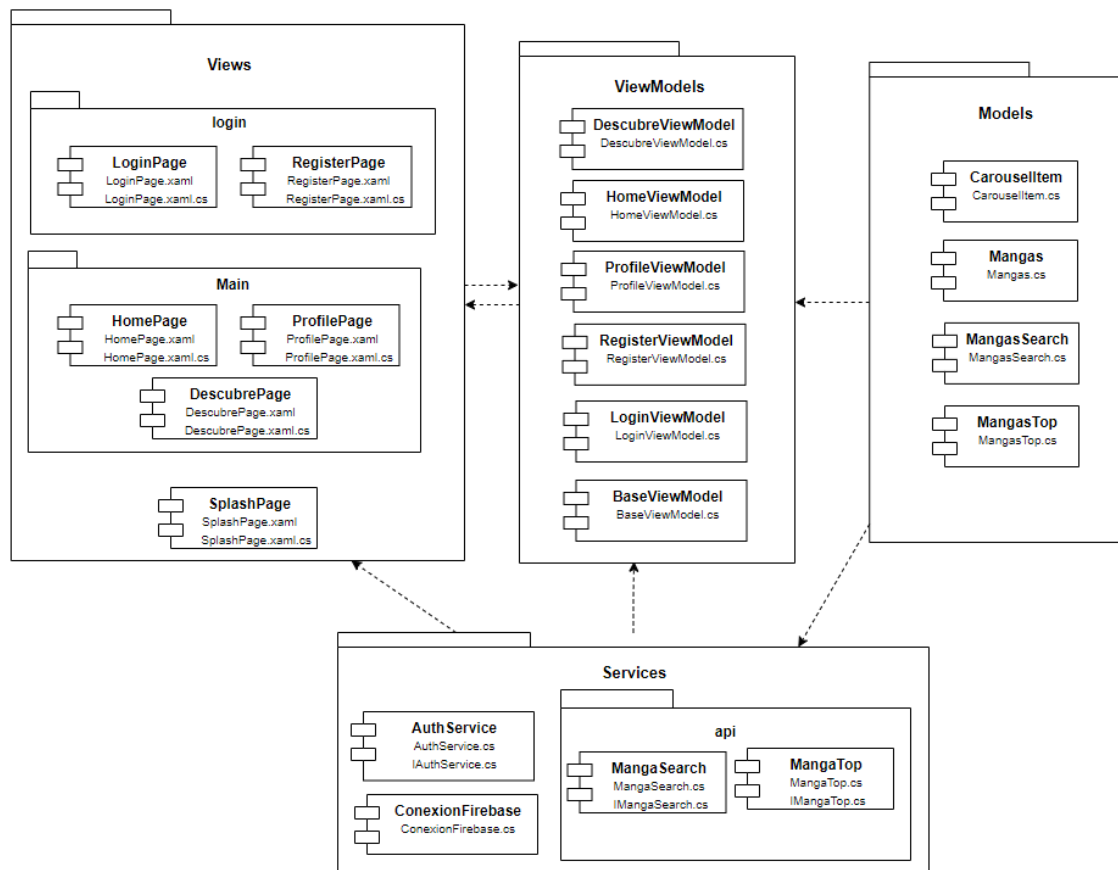 Views
login
LoginPage
LoginPage.xaml
LoginPage.xaml.cs
RegisterPage
RegisterPage.xaml
RegisterPage.xaml.cs
Main
HomePage
HomePage.xaml
HomePage.xaml.cs
ProfilePage
ProfilePage.xaml
ProfilePage.xaml.cs
DescubrePage
DescubrePage.xaml
DescubrePage.xaml.cs
SplashPage
SplashPage.xaml
SplashPage.xaml.cs
ViewModels
DescubreViewModel
DescubreViewModel.cs
HomeViewModel
HomeViewModel.cs
ProfileViewModel
ProfileViewModel.cs
RegisterViewModel
RegisterViewModel.cs
LoginViewModel
LoginViewModel.cs
BaseViewModel
BaseViewModel.cs
Models
CarouselItem
CarouselItem.cs
Mangas
Mangas.cs
MangasSearch
MangasSearch.cs
MangasTop
MangasTop.cs
Services
AuthService
AuthService.cs
IAuthService.cs
ConexionFirebase
ConexionFirebase.cs
api
MangaSearch
MangaSearch.cs
IMangaSearch.cs
MangaTop
MangaTop.cs
IMangaTop.cs